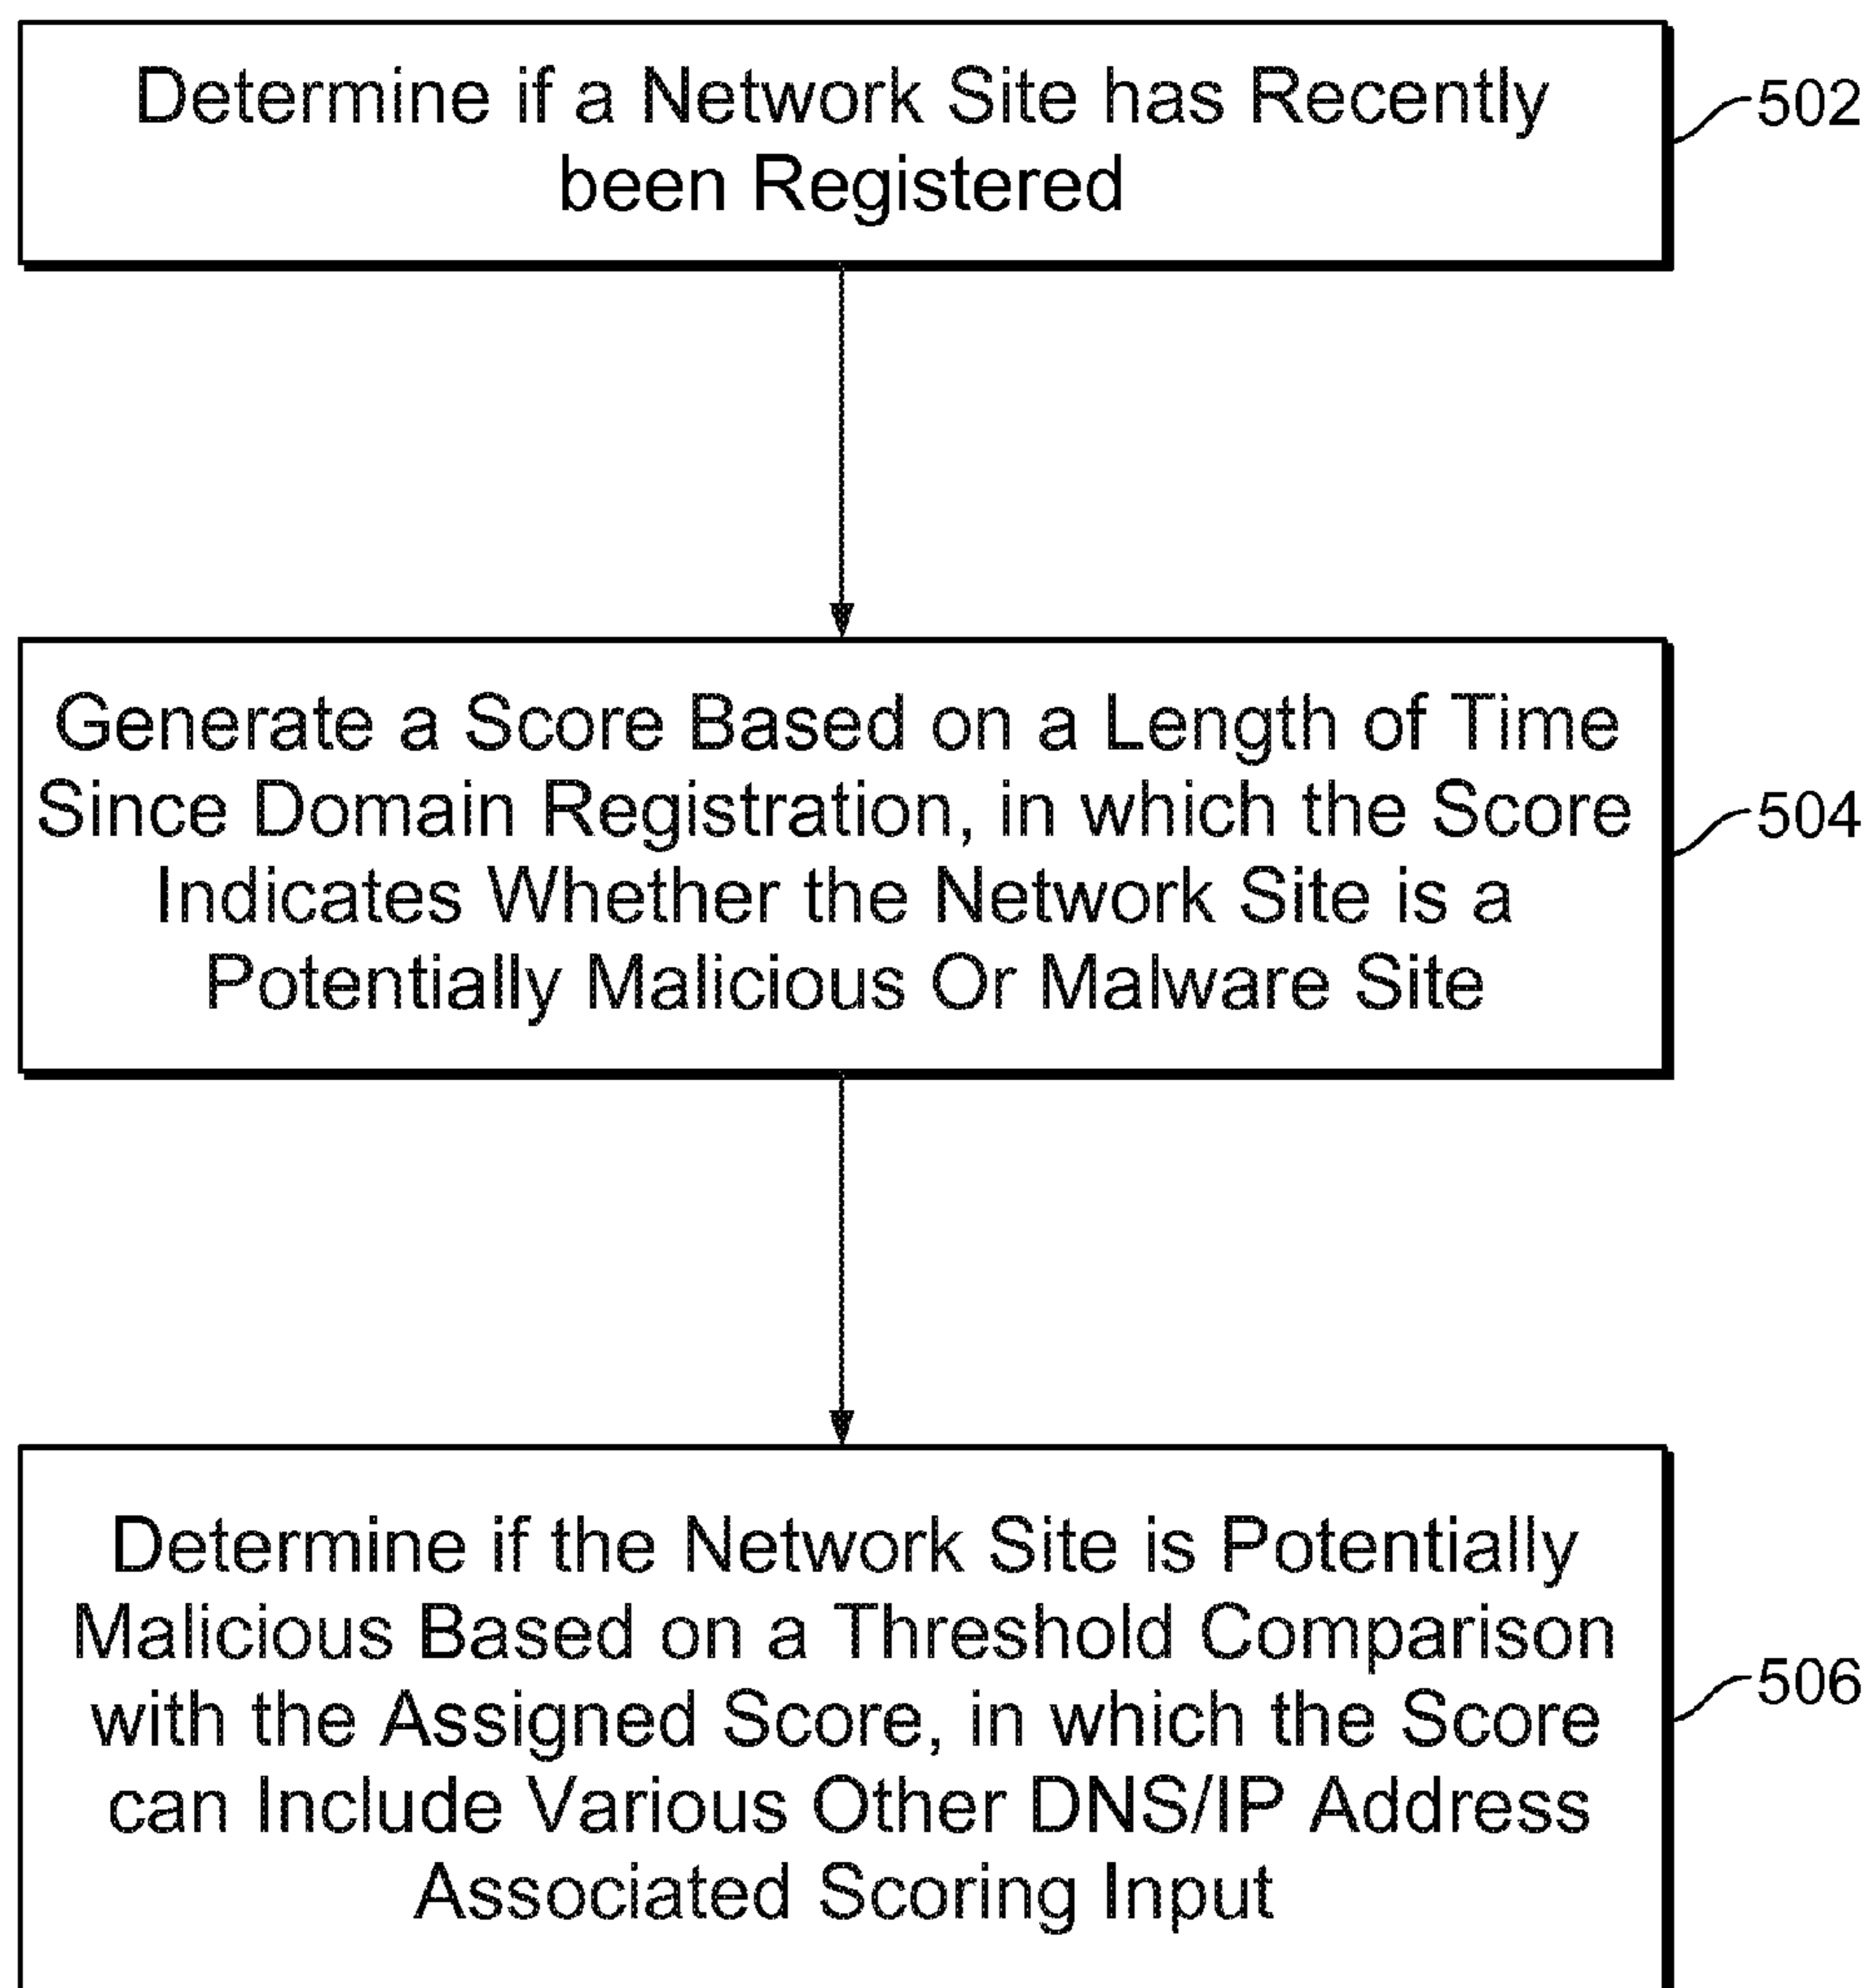 Determine if a Network Site has Recently
been Registered
502
Generate a Score Based on a Length of Time
Since Domain Registration, in which the Score
Indicates Whether the Network Site is a
Potentially Malicious Or Malware Site
504
Determine if the Network Site is Potentially
Malicious Based on a Threshold Comparison
with the Assigned Score, in which the Score
can Include Various Other DNS/IP Address
Associated Scoring Input
506